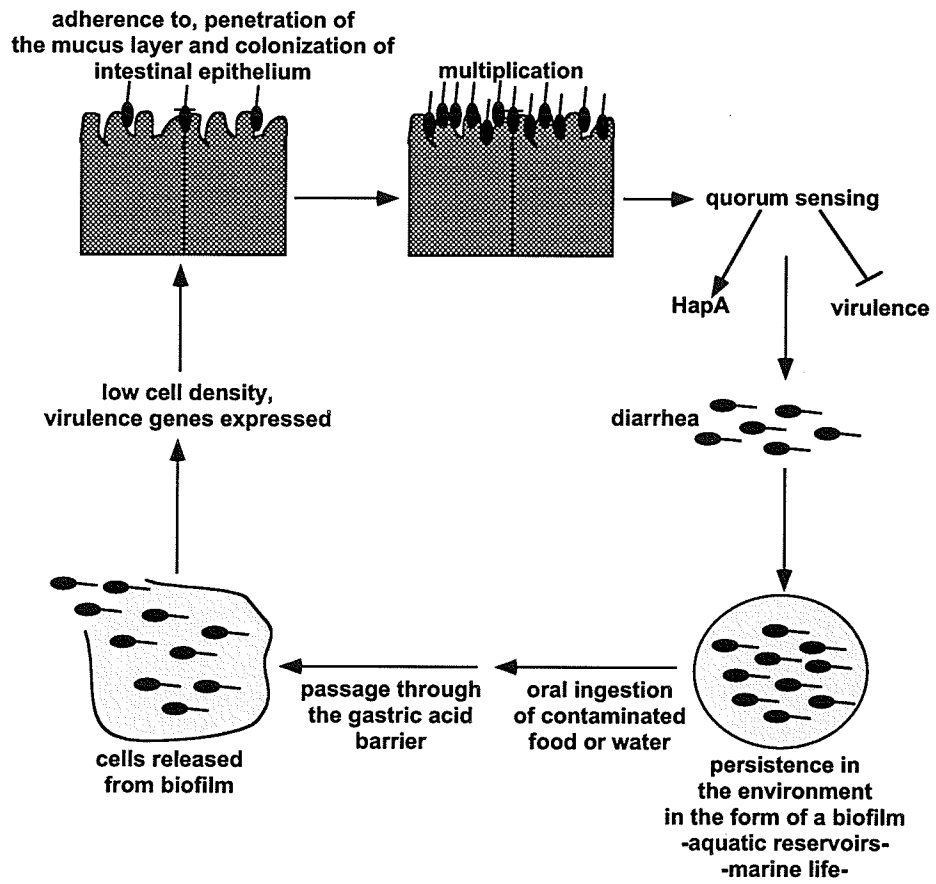 adherence to, penetration of
the mucus layer and colonization of
intestinal epithelium
multiplication
quorum sensing
HapA
virulence
diarrhea
persistence in
the environment
in the form of a biofilm
-aquatic reservoirs-
-marine life-
oral ingestion
of contaminated
food or water
passage through
the gastric acid
barrier
cells released
from biofilm
low cell density,
virulence genes expressed